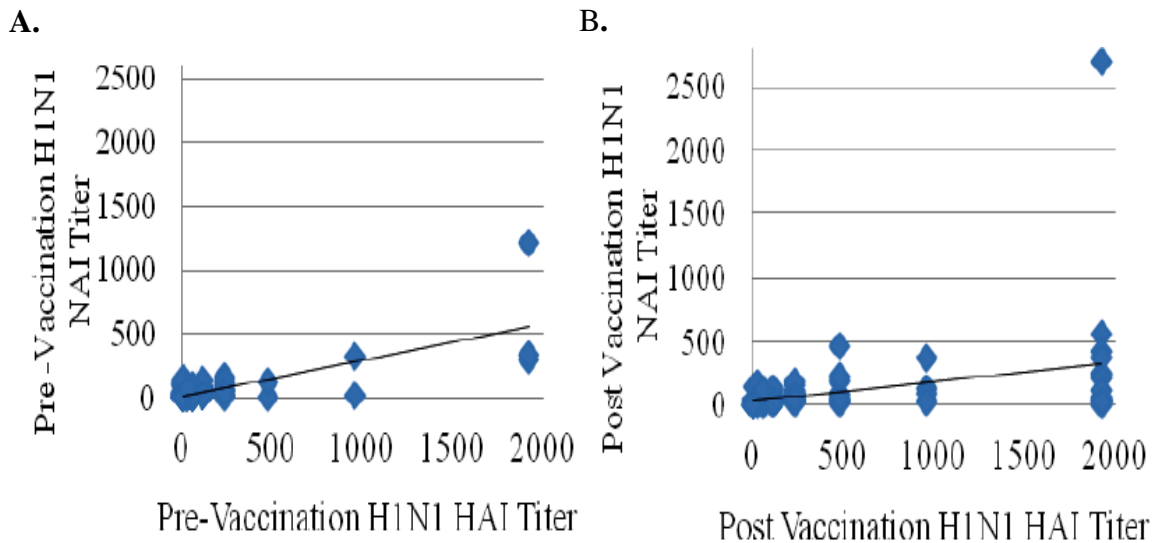 A.
Pre-Vaccination H1N1
NAI Titer
2500
2000
1500
1000
500
0
0 500 1000 1500 2000
Pre-Vaccination H1N1 HAI Titer
B.
Post Vaccination H1N1
NAI Titer
2500
2000
1500
1000
500
0
0 500 1000 1500 2000
Post Vaccination H1N1 HAI Titer